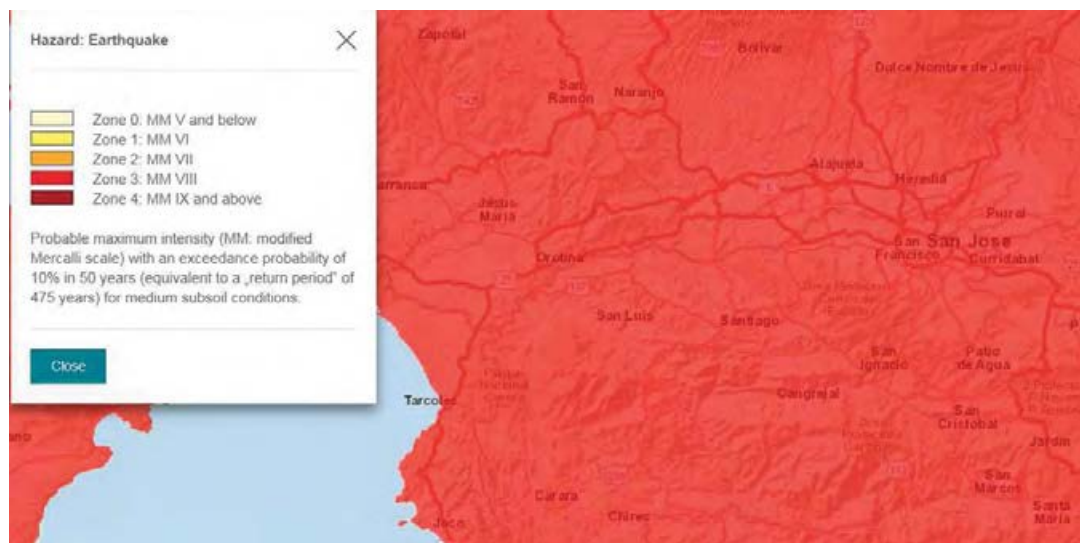 Hazard: Earthquake
Zone 0: MM V and below
Zone 1: MM VI
Zone 2: MM VII
Zone 3: MM VIII
Zone 4: MM IX and above
Probable maximum intensity (MM: modified
Mercalli scale) with an exceedance probability of
10% in 50 years (equivalent to a „return period" of
475 years) for medium subsoil conditions.
Close
Zapotal
Bolivar
Dulce Nombre de Jesus
San
Ramon
Naranjo
Alajuela
Heredia
Jesus
Maria
Purral
San Jose
San
Francisco
Curridabat
Orotina
San Luis
Santiago
San
Ignacio
Patio
de Agua
Cangrejal
Tarcoles
San
Cristobal
Jardin
San
Marcos
Santa
Maria
Carara
Chires
Jaco